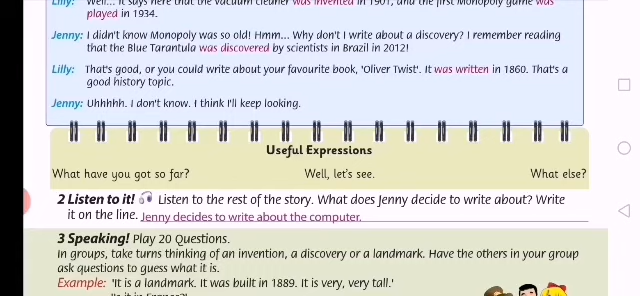 Lilly: Well... It says here that the vacuum cleaner was invented in 1901, and the first Monopoly game was
played in 1934.
Jenny: I didn't know Monopoly was so old! Hmm... Why don't I write about a discovery? I remember reading
that the Blue Tarantula was discovered by scientists in Brazil in 2012!
Lilly: That's good, or you could write about your favourite book, 'Oliver Twist'. It was written in 1860. That's a
good history topic.
Jenny: Uhhhhh. I don't know. I think I'll keep looking.
Useful Expressions
What have you got so far? Well, let's see. What else?
2 Listen to it! Listen to the rest of the story. What does Jenny decide to write about? Write
it on the line. Jenny decides to write about the computer.
3 Speaking! Play 20 Questions.
In groups, take turns thinking of an invention, a discovery or a landmark. Have the others in your group
ask questions to guess what it is.
Example: 'It is a landmark. It was built in 1889. It is very, very tall.'
'Is it in France?'